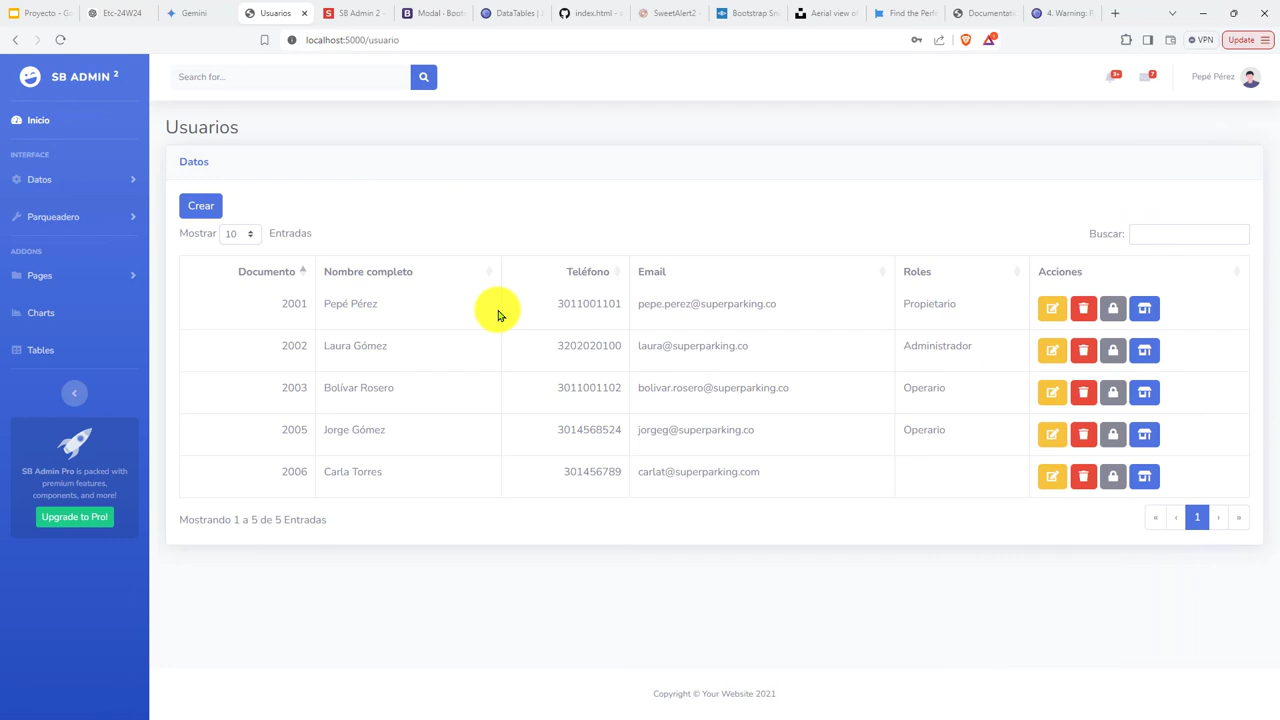 Proyecto - Ga
Etc-24W24
Gemini
Usuarios
SB Admin 2 -
Modal · Boots
DataTables |
index.html - x
SweetAlert2 -
Bootstrap Sni
Aerial view of
Find the Perf
Documentati
4. Warning: R
localhost:5000/usuario
VPN
Update
SB ADMIN 2
Search for...
3+
7
Pepé Pérez
Inicio
Usuarios
INTERFACE
Datos
Datos
Crear
Parqueadero
Mostrar 10 Entradas
Buscar:
ADDONS
Pages
Charts
Tables
Documento Nombre completo Teléfono Email Roles Acciones
2001 Pepé Pérez 3011001101 pepe.perez@superparking.co Propietario
2002 Laura Gómez 3202020100 laura@superparking.co Administrador
2003 Bolívar Rosero 3011001102 bolivar.rosero@superparking.co Operario
2005 Jorge Gómez 3014568524 jorgeg@superparking.co Operario
2006 Carla Torres 301456789 carlat@superparking.com
SB Admin Pro is packed with
premium features,
components, and more!
Upgrade to Pro!
Mostrando 1 a 5 de 5 Entradas
« ‹ 1 › »
Copyright © Your Website 2021